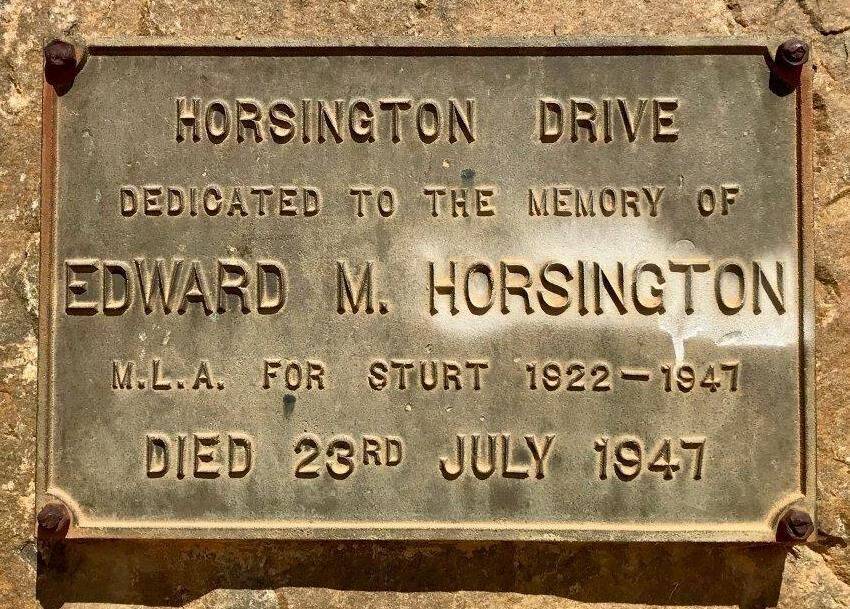 HORSINGTON DRIVE
DEDICATED TO THE MEMORY OF
EDWARD M. HORSINGTON
M.L.A. FOR STURT 1922-1947
DIED 23RD JULY 1947